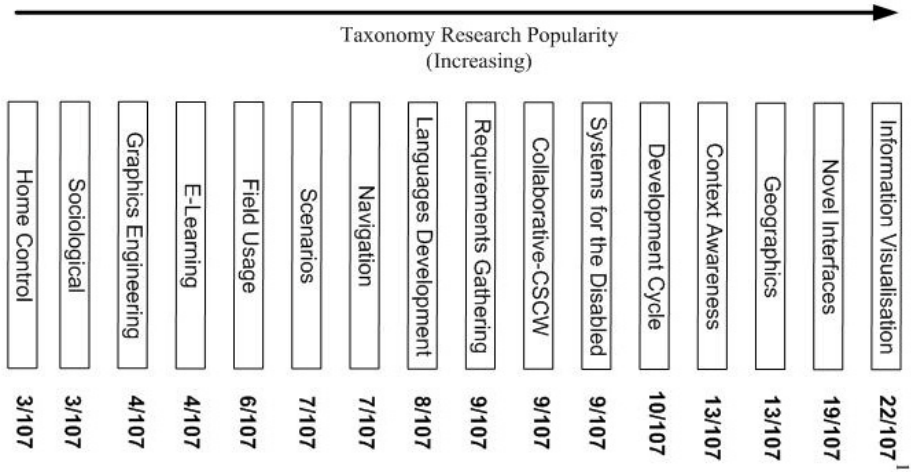 Taxonomy Research Popularity
(Increasing)
Home Control
3/107
Sociological
3/107
Graphics Engineering
4/107
E-Learning
4/107
Field Usage
6/107
Scenarios
7/107
Navigation
7/107
Languages Development
8/107
Requirements Gathering
9/107
Collaborative-CSCW
9/107
Systems for the Disabled
9/107
Development Cycle
10/107
Context Awareness
13/107
Geographics
13/107
Novel Interfaces
19/107
Information Visualisation
22/107